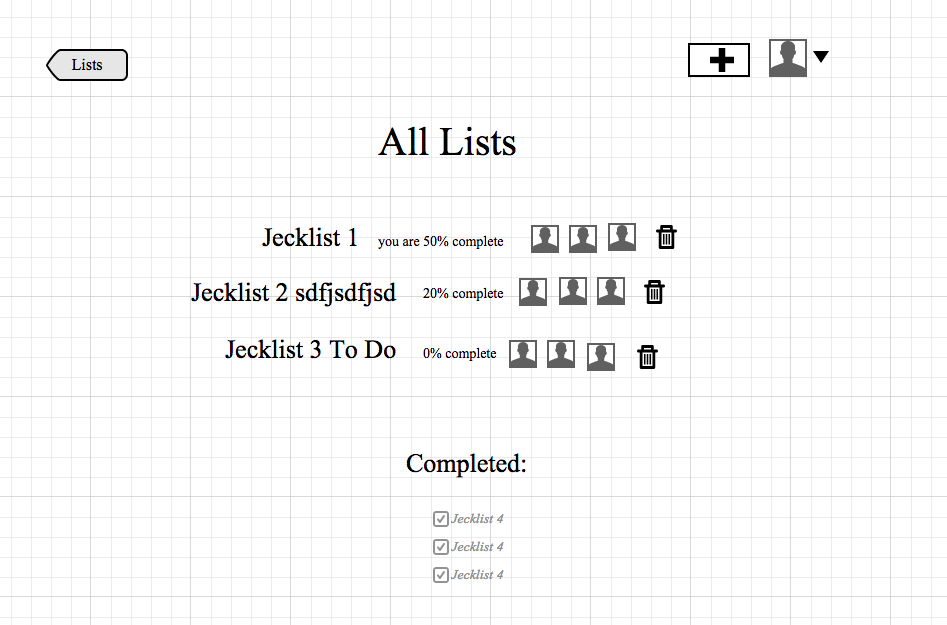 Lists
All Lists
Jecklist 1 you are 50% complete
Jecklist 2 sdfjsdfjsd 20% complete
Jecklist 3 To Do 0% complete
Completed:
Jecklist 4
Jecklist 4
Jecklist 4